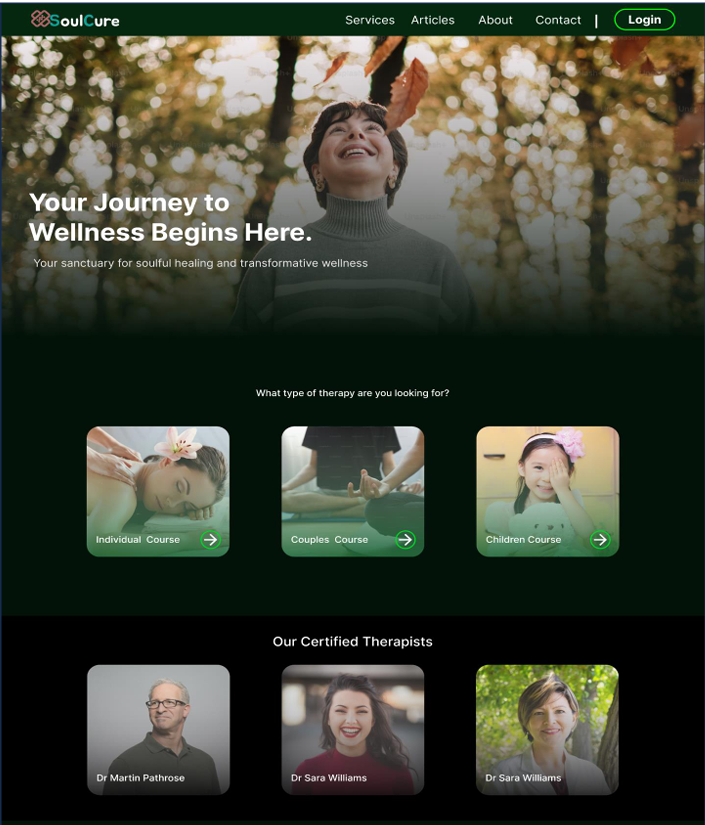 SoulCure
Services Articles About Contact | Login
Your Journey to
Wellness Begins Here.
Your sanctuary for soulful healing and transformative wellness
What type of therapy are you looking for?
Individual Course
Couples Course
Children Course
Our Certified Therapists
Dr Martin Pathrose
Dr Sara Williams
Dr Sara Williams